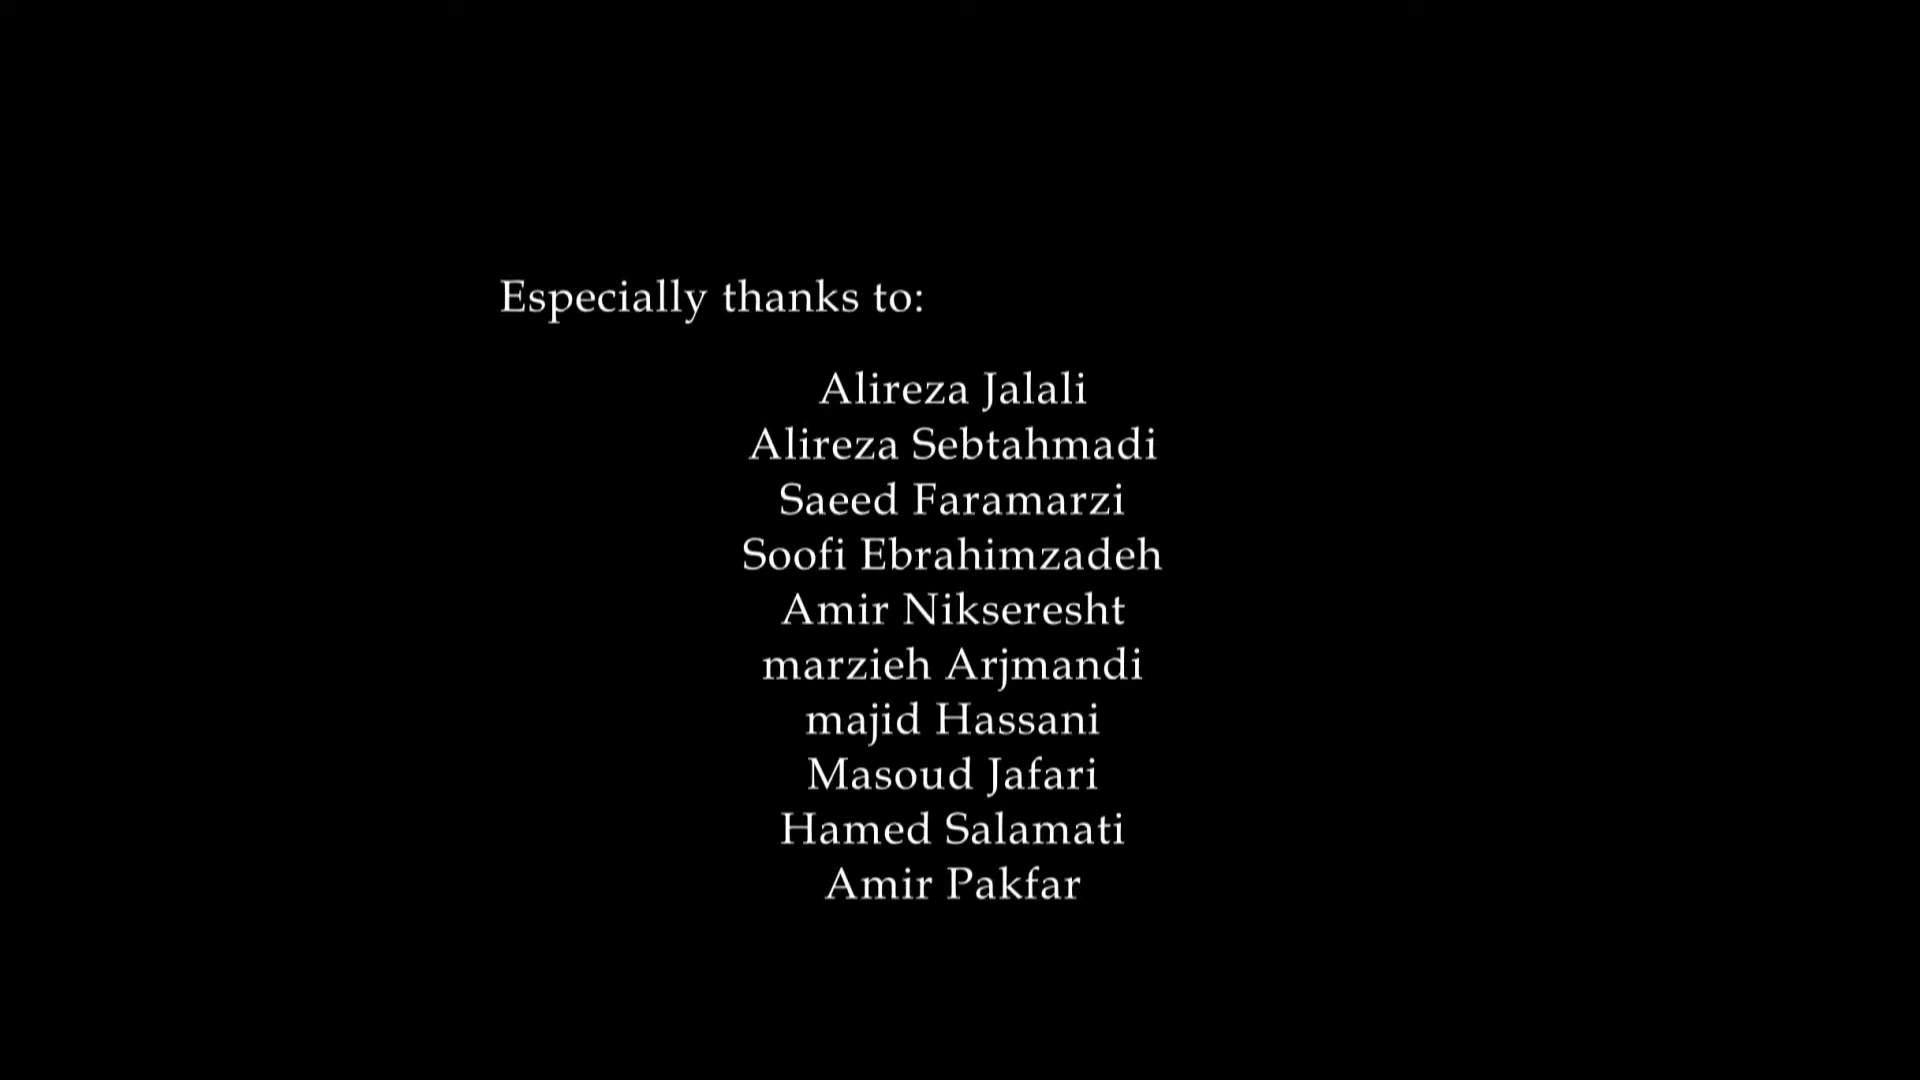 Especially thanks to:
Alireza Jalali
Alireza Sebtahmadi
Saeed Faramarzi
Soofi Ebrahimzadeh
Amir Nikseresht
marzieh Arjmandi
majid Hassani
Masoud Jafari
Hamed Salamati
Amir Pakfar